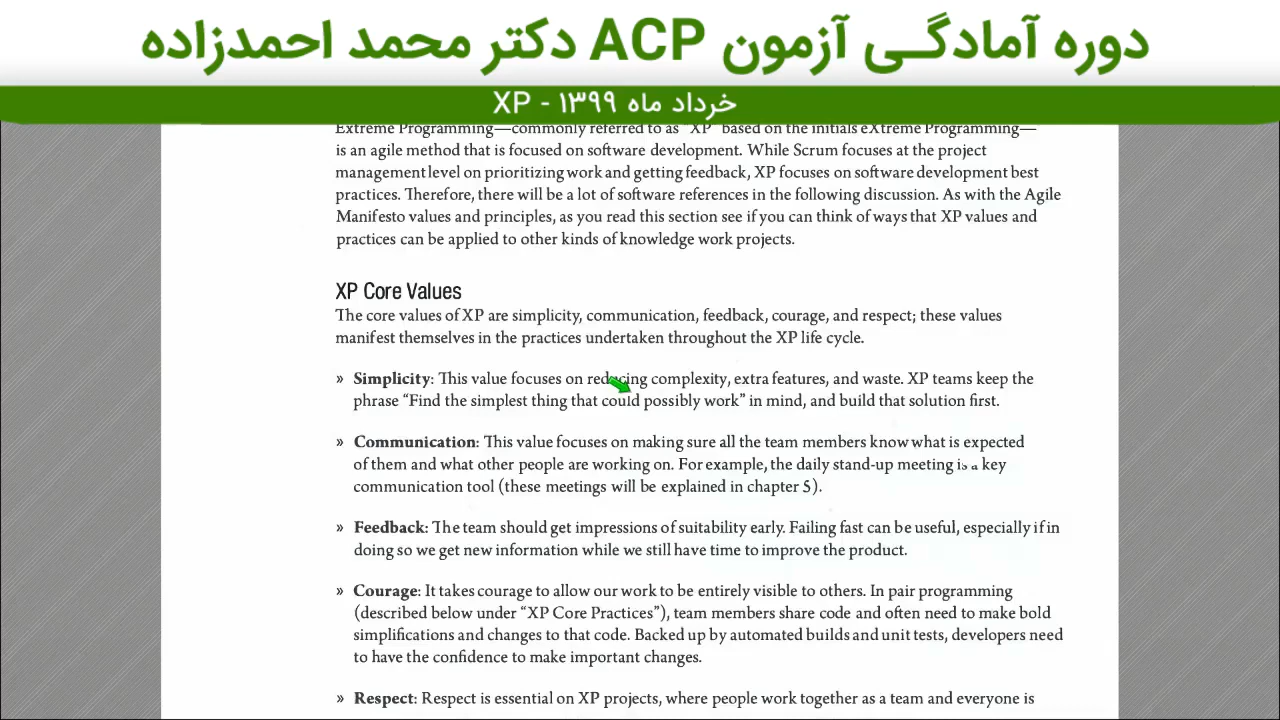 دوره آمادگی آزمون ACP دکتر محمد احمدزاده
خرداد ماه ۱۳۹۹ - XP
Extreme Programming—commonly referred to as “XP” based on the initials eXtreme Programming—
is an agile method that is focused on software development. While Scrum focuses at the project
management level on prioritizing work and getting feedback, XP focuses on software development best
practices. Therefore, there will be a lot of software references in the following discussion. As with the Agile
Manifesto values and principles, as you read this section see if you can think of ways that XP values and
practices can be applied to other kinds of knowledge work projects.
XP Core Values
The core values of XP are simplicity, communication, feedback, courage, and respect; these values
manifest themselves in the practices undertaken throughout the XP life cycle.
» Simplicity: This value focuses on reducing complexity, extra features, and waste. XP teams keep the
phrase “Find the simplest thing that could possibly work” in mind, and build that solution first.
» Communication: This value focuses on making sure all the team members know what is expected
of them and what other people are working on. For example, the daily stand-up meeting is a key
communication tool (these meetings will be explained in chapter 5).
» Feedback: The team should get impressions of suitability early. Failing fast can be useful, especially if in
doing so we get new information while we still have time to improve the product.
» Courage: It takes courage to allow our work to be entirely visible to others. In pair programming
(described below under “XP Core Practices”), team members share code and often need to make bold
simplifications and changes to that code. Backed up by automated builds and unit tests, developers need
to have the confidence to make important changes.
» Respect: Respect is essential on XP projects, where people work together as a team and everyone is